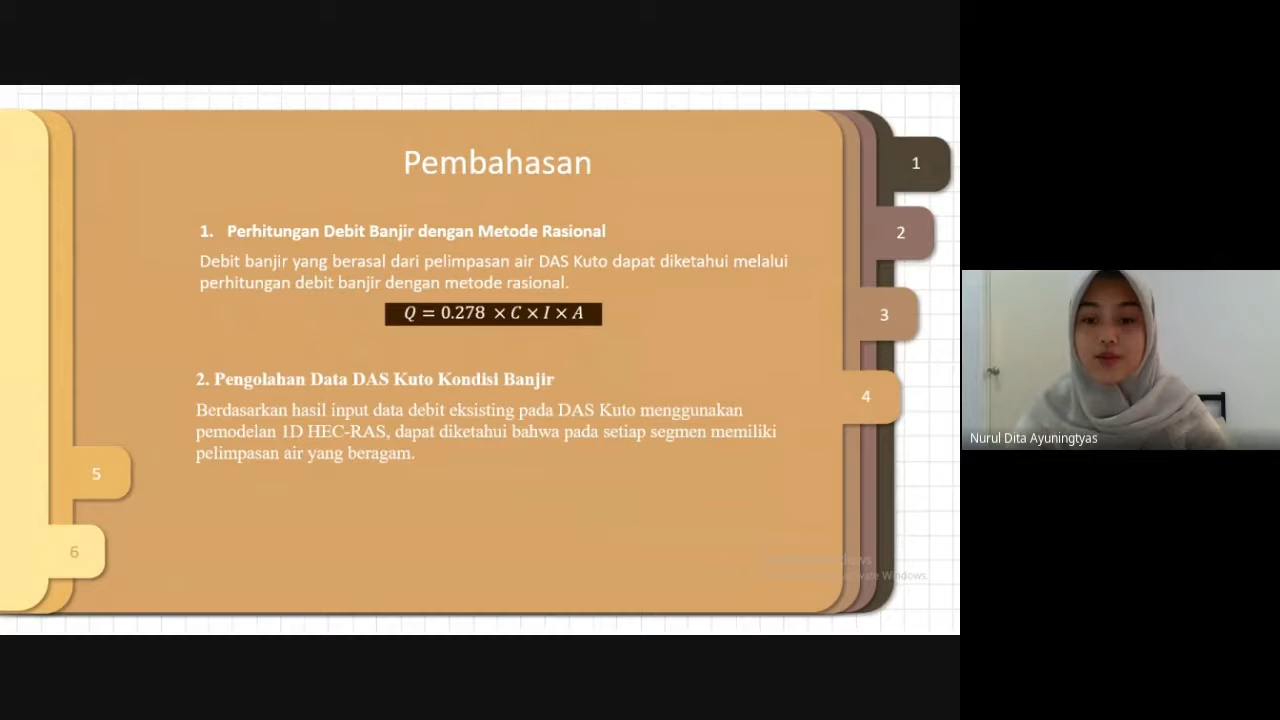 Pembahasan
1. Perhitungan Debit Banjir dengan Metode Rasional
Debit banjir yang berasal dari pelimpasan air DAS Kuto dapat diketahui melalui
perhitungan debit banjir dengan metode rasional.
Q = 0.278 × C × I × A
2. Pengolahan Data DAS Kuto Kondisi Banjir
Berdasarkan hasil input data debit eksisting pada DAS Kuto menggunakan
pemodelan 1D HEC-RAS, dapat diketahui bahwa pada setiap segmen memiliki
pelimpasan air yang beragam.
1
2
3
4
5
6
Windows.
Nurul Dita Ayuningtyas